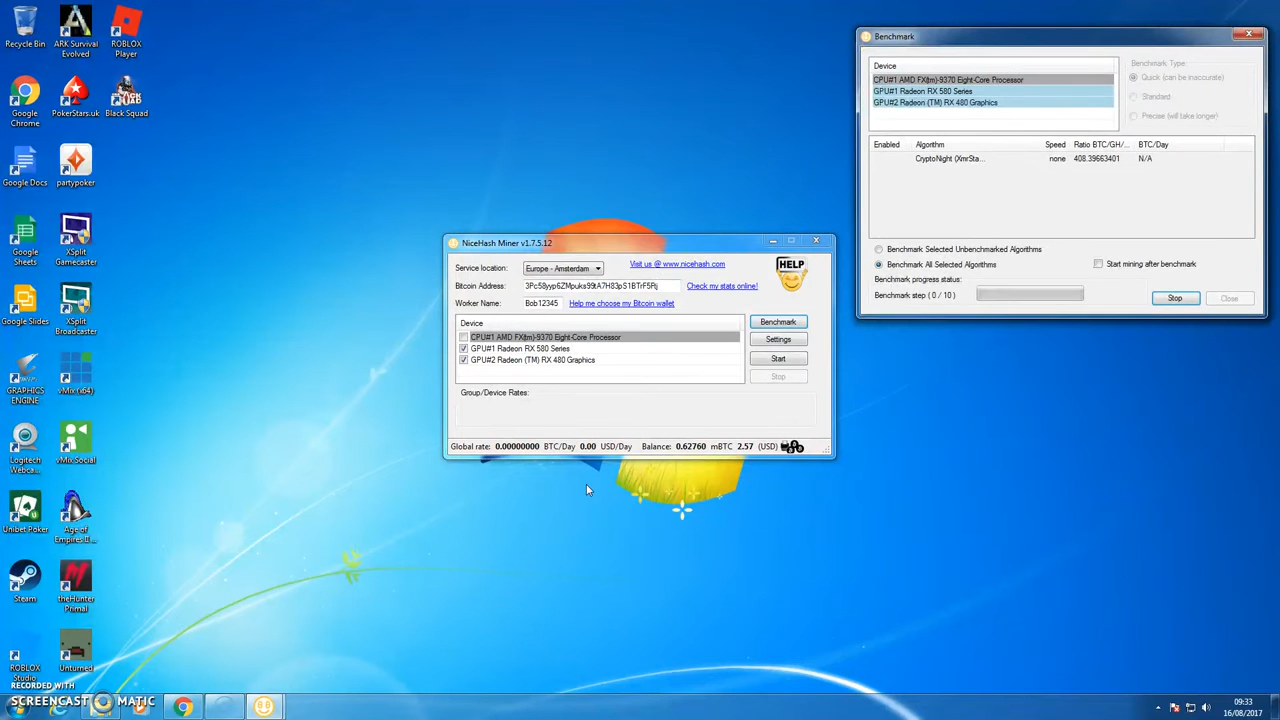 Recycle Bin
ARK Survival
Evolved
ROBLOX
Player
Google
Chrome
PokerStars.uk
Black Squad
Google Docs
partypoker
Google
Sheets
XSplit
Gamecaster
Google Slides
XSplit
Broadcaster
GRAPHICS
ENGINE
vMix (x64)
Logitech
Webca...
vMix Social
Unibet Poker
Age of
Empires II...
Steam
theHunter
Primal
ROBLOX
Studio
Unturned
RECORDED WITH
SCREENCAST MATIC
NiceHash Miner v1.7.5.12
Service location:
Europe - Amsterdam
Visit us @ www.nicehash.com
HELP
Bitcoin Address:
Check my stats online!
Worker Name:
Bob12345
Help me choose my Bitcoin wallet
Device
CPU#1 AMD FX(tm)-9370 Eight-Core Processor
GPU#1 Radeon RX 580 Series
GPU#2 Radeon (TM) RX 480 Graphics
Benchmark
Settings
Start
Stop
Group/Device Rates:
Global rate: 0.00000000 BTC/Day 0.00 USD/Day Balance: 0.62760 mBTC 2.57 (USD)
Benchmark
Device
CPU#1 AMD FX(tm)-9370 Eight-Core Processor
GPU#1 Radeon RX 580 Series
GPU#2 Radeon (TM) RX 480 Graphics
Benchmark Type:
Quick (can be inaccurate)
Standard
Precise (will take longer)
Enabled Algorithm Speed Ratio BTC/GH/... BTC/Day
CryptoNight (XmrSta... none 408.39663401 N/A
Benchmark Selected Unbenchmarked Algorithms
Benchmark All Selected Algorithms
Start mining after benchmark
Benchmark progress status:
Benchmark step ( 0 / 10 )
Stop
Close
09:33
16/08/2017